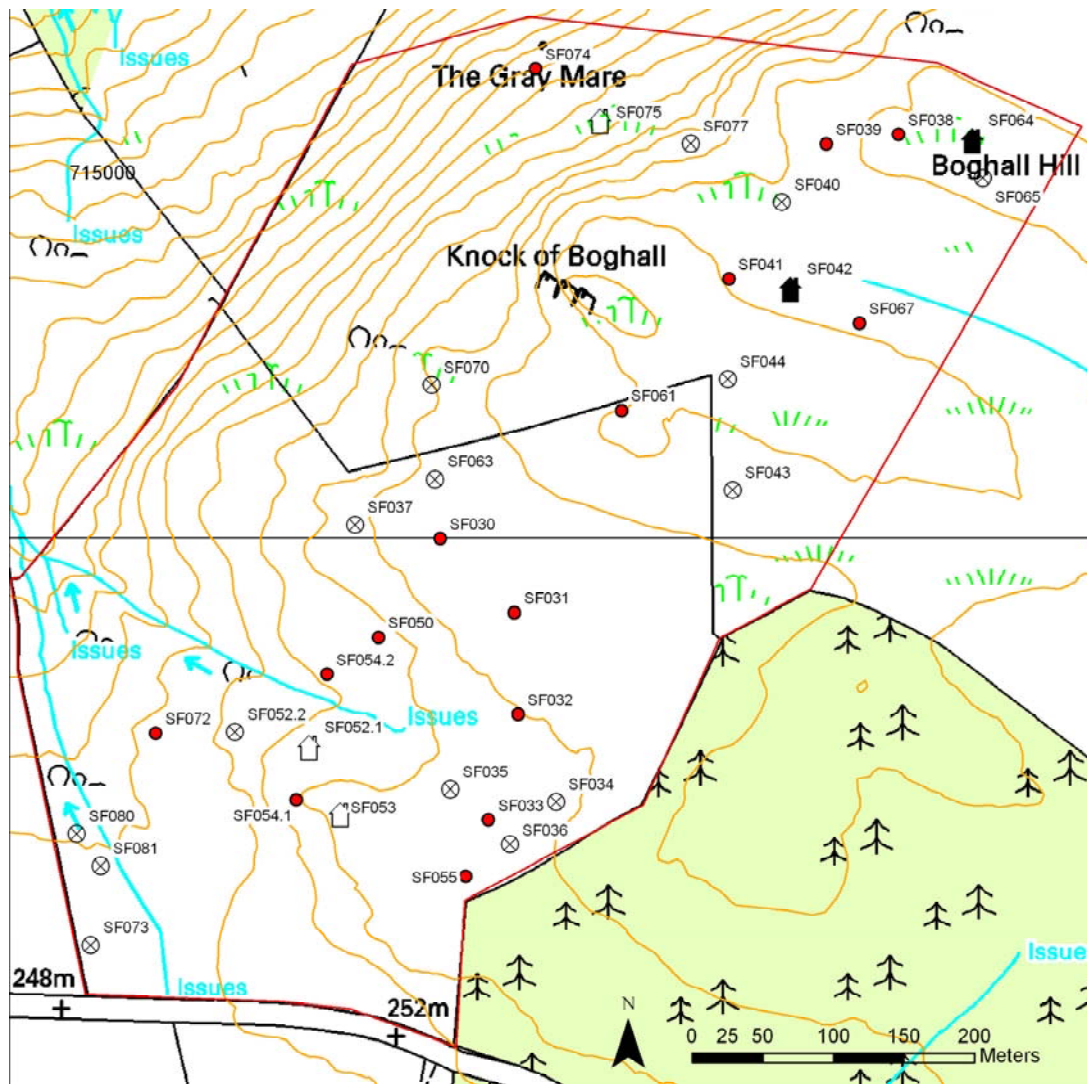 Issues
SF074
The Gray Mare
SF075
SF077
SF039
SF038
SF064
715000
Boghall Hill
SF040
SF065
Issues
Knock of Boghall
SF041
SF042
SF067
SF070
SF044
SF061
SF063
SF043
SF037
SF030
SF031
SF050
Issues
SF054.2
SF032
SF072
SF052.2
SF052.1
Issues
SF035
SF034
SF054.1
SF053
SF033
SF080
SF036
SF081
SF055
SF073
Issue
248m
Issues
252m
N
0 50 100 150 200
Meters